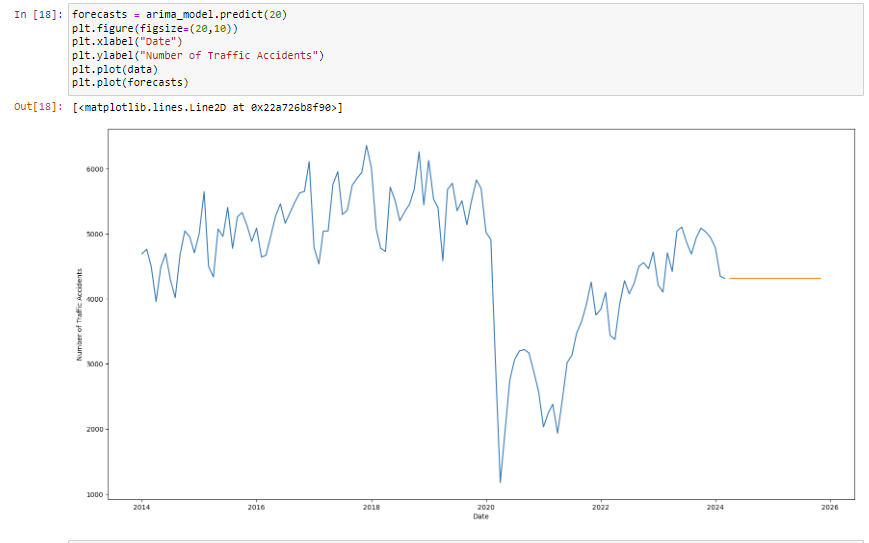 In [18]: forecasts = arima_model.predict(20)
plt.figure(figsize=(20,10))
plt.xlabel("Date")
plt.ylabel("Number of Traffic Accidents")
plt.plot(data)
plt.plot(forecasts)
Out[18]: [<matplotlib.lines.Line2D at 0x22a726b8f90>]
Number of Traffic Accidents
6000
5000
4000
3000
2000
1000
2014 2016 2018 2020 2022 2024 2026
Date